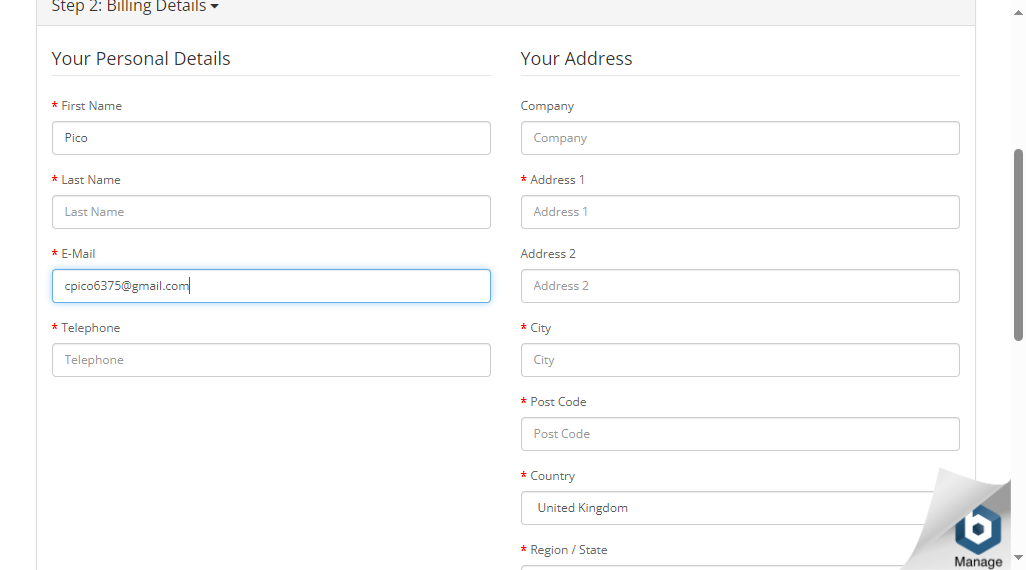 Step 2: Billing Details
Your Personal Details
* First Name
Pico
* Last Name
Last Name
* E-Mail
cpico6375@gmail.com
* Telephone
Telephone
Your Address
Company
Company
* Address 1
Address 1
Address 2
Address 2
* City
City
* Post Code
Post Code
* Country
United Kingdom
* Region / State
b
Manage